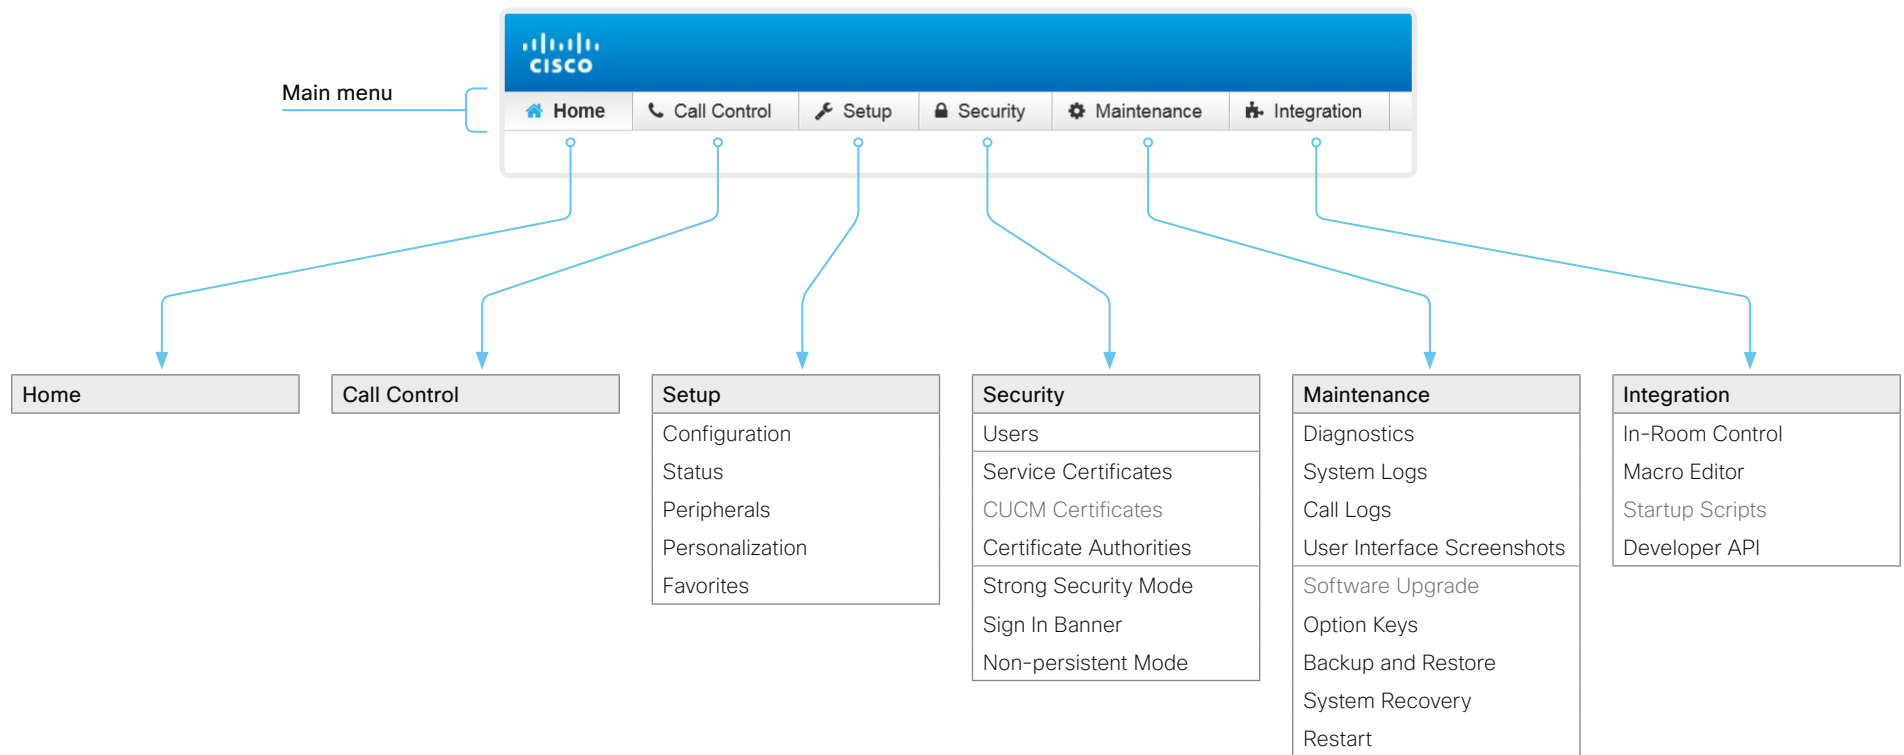 CISCO
Main menu
Home Call Control Setup Security Maintenance Integration
Home
Call Control
Setup
Configuration
Status
Peripherals
Personalization
Favorites
Security
Users
Service Certificates
CUCM Certificates
Certificate Authorities
Strong Security Mode
Sign In Banner
Non-persistent Mode
Maintenance
Diagnostics
System Logs
Call Logs
User Interface Screenshots
Software Upgrade
Option Keys
Backup and Restore
System Recovery
Restart
Integration
In-Room Control
Macro Editor
Startup Scripts
Developer API